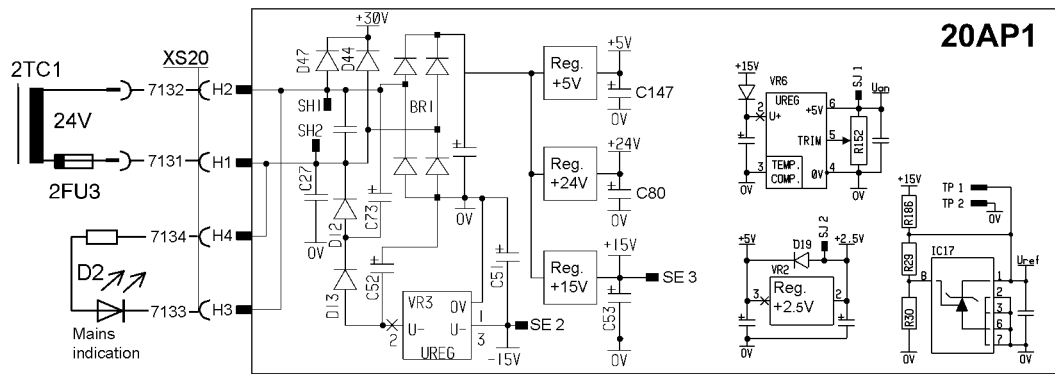 20AP1
2TC1
24V
2FU3
XS20
7132
7131
7134
7133
H2
H1
H4
H3
D2
Mains
indication
+30V
D47
D44
SH1
SH2
BR1
C27
0V
D12
C73
D13
C52
VR3
0V
U-
U-
UREG
2
1
3
C51
0V
SE 2
-15V
Reg.
+5V
+5V
C147
0V
Reg.
+24V
+24V
C80
0V
Reg.
+15V
+15V
SE 3
C53
0V
+15V
VR6
UREG
2
U+
+5V
6
TRIM
5
TEMP.
COMP.
3
0V
4
SJ 1
Uan
R152
0V
0V
+5V
D19
SJ 2
+2.5V
VR2
Reg.
+2.5V
3
2
0V
0V
+15V
R186
R29
R30
0V
TP 1
TP 2
0V
IC17
8
1
2
3
6
7
Uref
0V